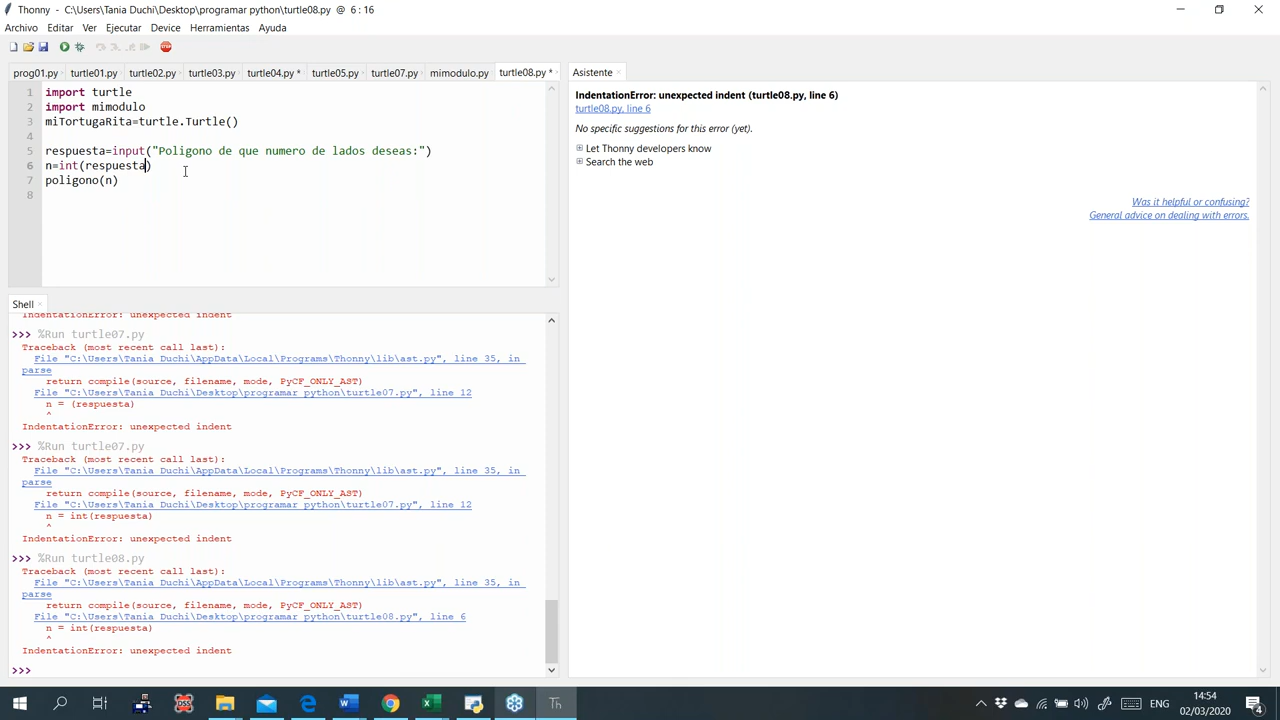 Thonny - C:\Users\Tania Duchi\Desktop\programar python\turtle08.py @ 6 : 16
Archivo Editar Ver Ejecutar Device Herramientas Ayuda
prog01.py turtle01.py turtle02.py turtle03.py turtle04.py * turtle05.py turtle07.py mimodulo.py turtle08.py *
1 import turtle
2 import mimodulo
3 miTortugaRita=turtle.Turtle()
4
5 respuesta=input("Poligono de que numero de lados deseas:")
6 n=int(respuesta)
7 poligono(n)
8
Shell
IndentationError: unexpected indent
>>> %Run turtle07.py
Traceback (most recent call last):
File "C:\Users\Tania Duchi\AppData\Local\Programs\Thonny\lib\ast.py", line 35, in
parse
return compile(source, filename, mode, PyCF_ONLY_AST)
File "C:\Users\Tania Duchi\Desktop\programar python\turtle07.py", line 12
n = (respuesta)
^
IndentationError: unexpected indent
>>> %Run turtle07.py
Traceback (most recent call last):
File "C:\Users\Tania Duchi\AppData\Local\Programs\Thonny\lib\ast.py", line 35, in
parse
return compile(source, filename, mode, PyCF_ONLY_AST)
File "C:\Users\Tania Duchi\Desktop\programar python\turtle07.py", line 12
n = int(respuesta)
^
IndentationError: unexpected indent
>>> %Run turtle08.py
Traceback (most recent call last):
File "C:\Users\Tania Duchi\AppData\Local\Programs\Thonny\lib\ast.py", line 35, in
parse
return compile(source, filename, mode, PyCF_ONLY_AST)
File "C:\Users\Tania Duchi\Desktop\programar python\turtle08.py", line 6
n = int(respuesta)
^
IndentationError: unexpected indent
>>>
Asistente
IndentationError: unexpected indent (turtle08.py, line 6)
turtle08.py, line 6
No specific suggestions for this error (yet).
Let Thonny developers know
Search the web
Was it helpful or confusing?
General advice on dealing with errors.
ENG
14:54
02/03/2020
4